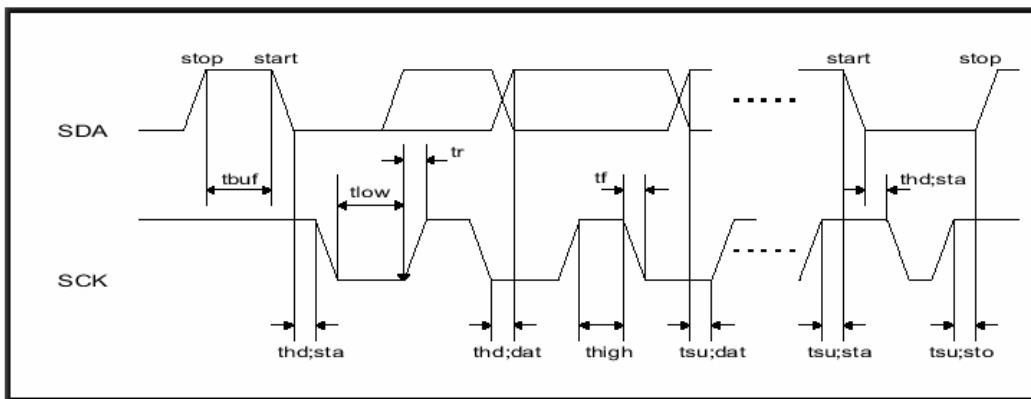 stop start start stop
SDA
tr
tbuf tlow tf thd;sta
SCK
thd;sta thd;dat thigh tsu;dat tsu;sta tsu;sto